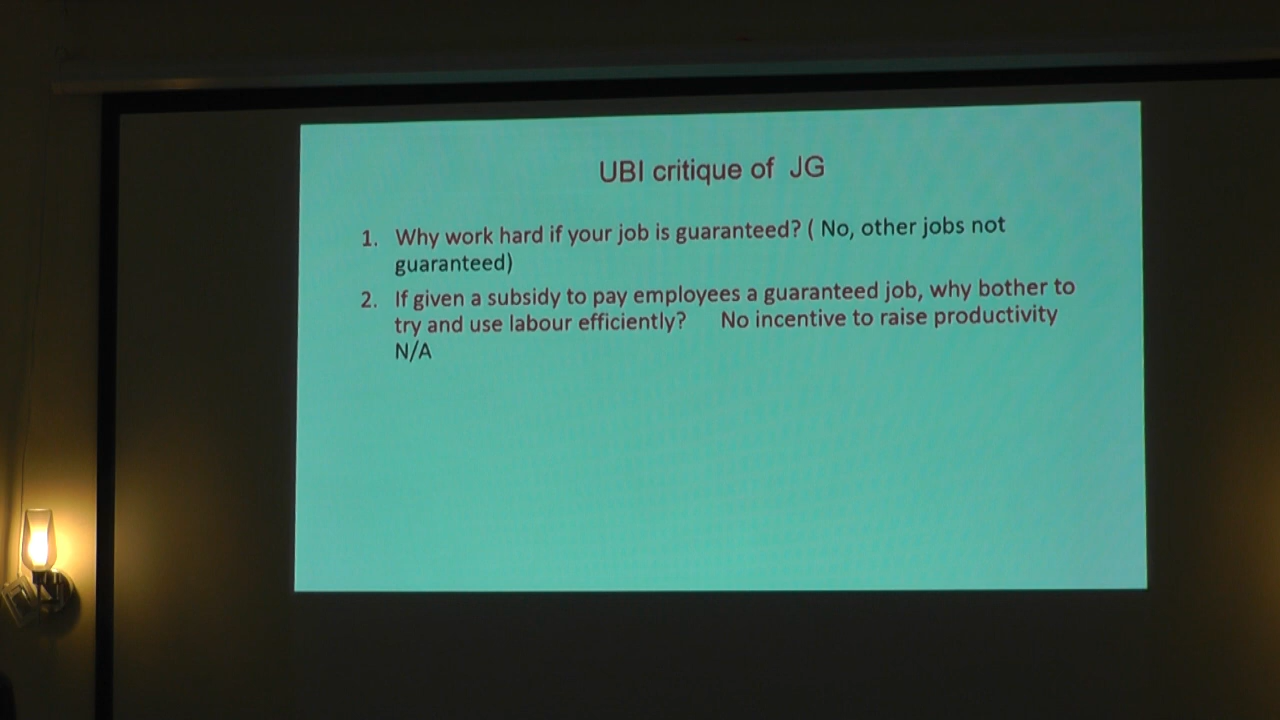 UBI critique of JG
1. Why work hard if your job is guaranteed? ( No, other jobs not
guaranteed)
2. If given a subsidy to pay employees a guaranteed job, why bother to
try and use labour efficiently? No incentive to raise productivity
N/A